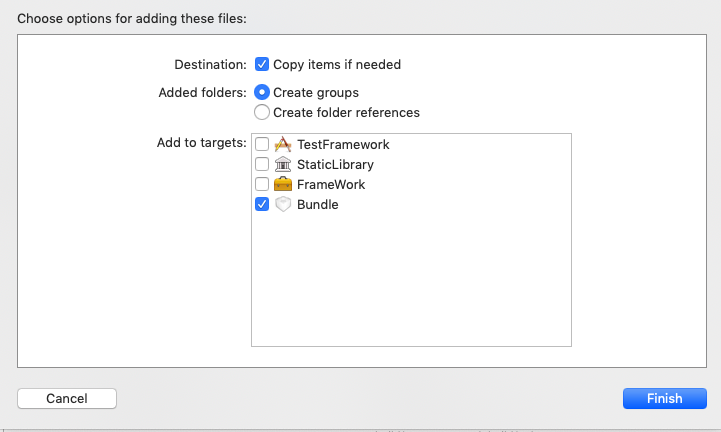 Choose options for adding these files:
Destination: Copy items if needed
Added folders: Create groups
Create folder references
Add to targets: TestFramework
StaticLibrary
FrameWork
Bundle
Cancel Finish